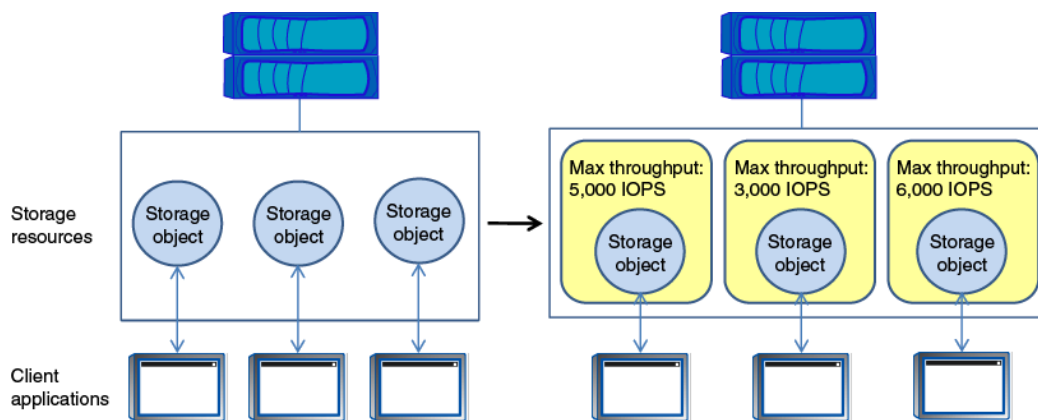 Storage
resources
Storage
object
Storage
object
Storage
object
Max throughput:
5,000 IOPS
Storage
object
Max throughput:
3,000 IOPS
Storage
object
Max throughput:
6,000 IOPS
Storage
object
Client
applications